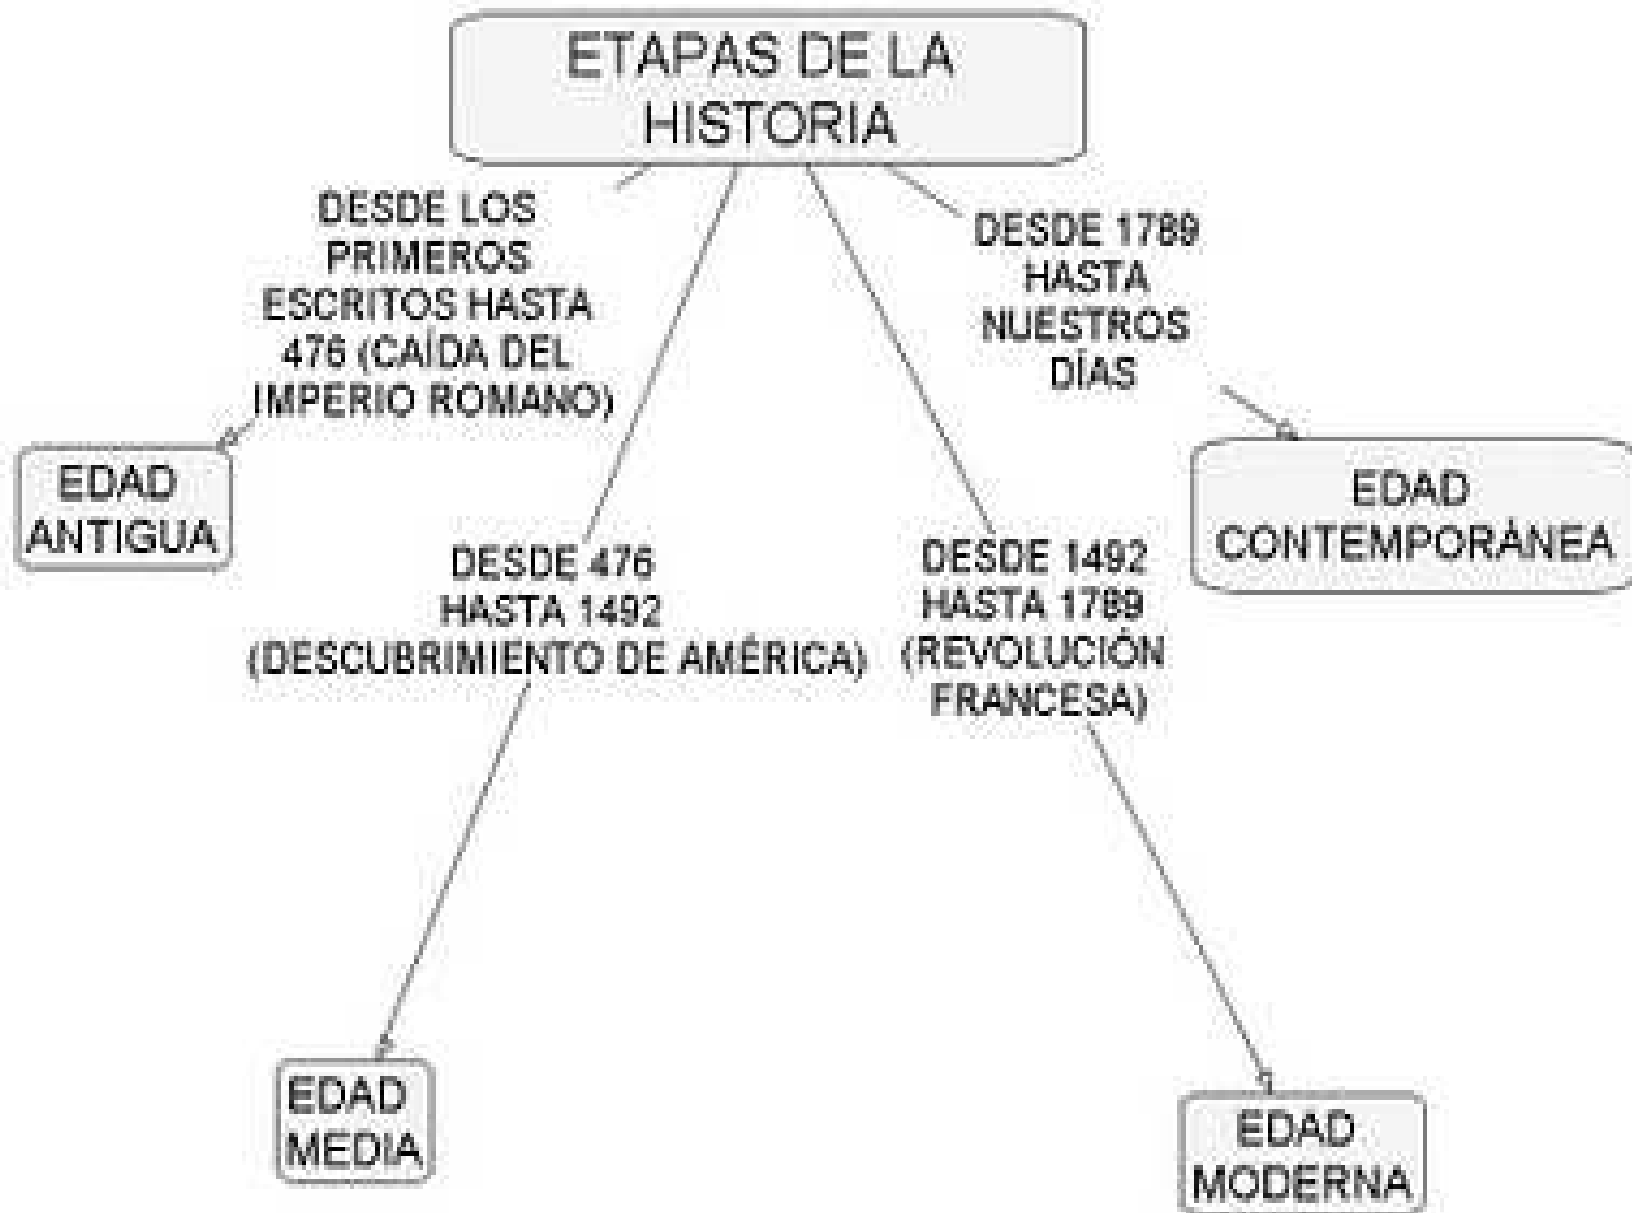 ETAPAS DE LA
HISTORIA
DESDE LOS
PRIMEROS
ESCRITOS HASTA
476 (CAÍDA DEL
IMPERIO ROMANO)
EDAD
ANTIGUA
DESDE 476
HASTA 1492
(DESCUBRIMIENTO DE AMÉRICA)
EDAD
MEDIA
DESDE 1492
HASTA 1789
(REVOLUCIÓN
FRANCESA)
EDAD
MODERNA
DESDE 1789
HASTA
NUESTROS
DÍAS
EDAD
CONTEMPORÁNEA